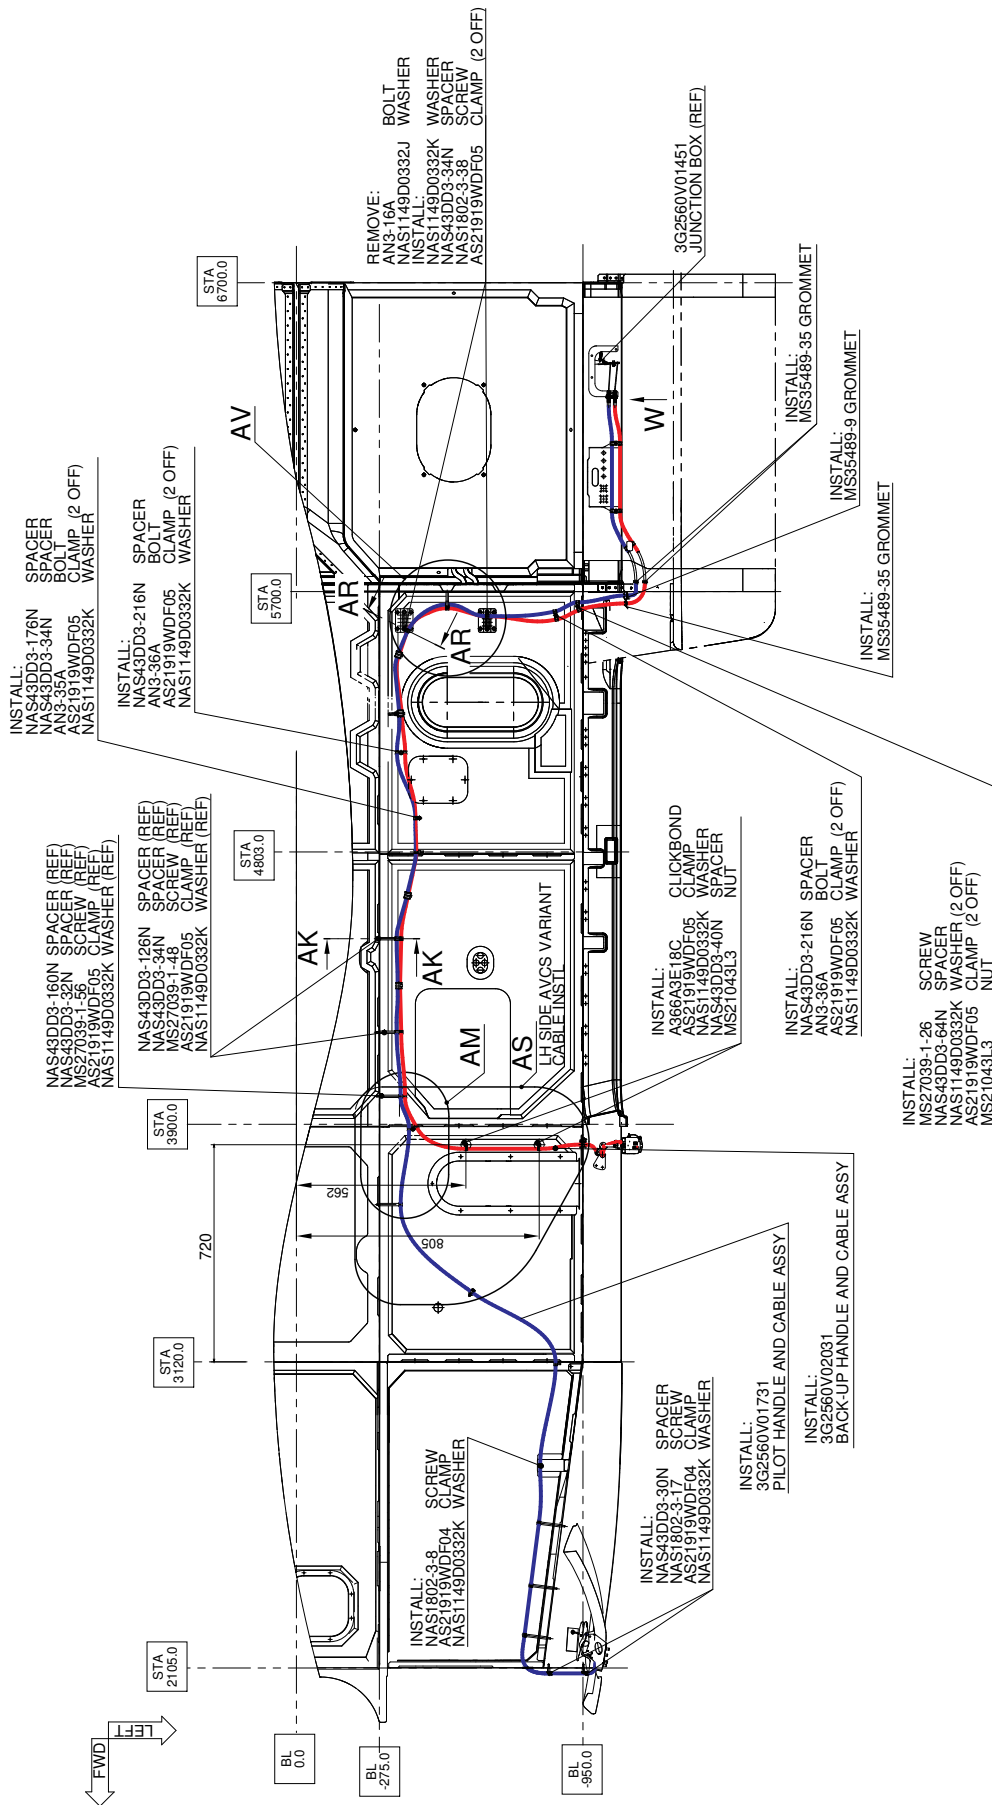 FWD
LEFT
BL
0.0
BL
-275.0
BL
-950.0
STA
2105.0
STA
3120.0
STA
3900.0
STA
4803.0
STA
5700.0
STA
6700.0
720
562
805
INSTALL:
NAS43DD3-176N SPACER
NAS43DD3-34N SPACER
AN3-35A BOLT
AS21919WDF05 CLAMP (2 OFF)
NAS1149D0332K WASHER
INSTALL:
NAS43DD3-216N SPACER
AN3-36A BOLT
AS21919WDF05 CLAMP (2 OFF)
NAS1149D0332K WASHER
REMOVE:
AN3-16A BOLT
NAS1149D0332J WASHER
INSTALL:
NAS1149D0332K WASHER
NAS43DD3-34N SPACER
NAS1802-3-38 SCREW
AS21919WDF05 CLAMP (2 OFF)
NAS43DD3-160N SPACER (REF)
NAS43DD3-32N SPACER (REF)
MS27039-1-56 SCREW (REF)
AS21919WDF05 CLAMP (REF)
NAS1149D0332K WASHER (REF)
NAS43DD3-126N SPACER (REF)
NAS43DD3-34N SPACER (REF)
MS27039-1-48 SCREW (REF)
AS21919WDF05 CLAMP (REF)
NAS1149D0332K WASHER (REF)
AV
AR
AR
AK
AK
AM
AS
W
LH SIDE AVCS VARIANT
CABLE INSTL
3G2560V01451
JUNCTION BOX (REF)
INSTALL:
MS35489-35 GROMMET
INSTALL:
MS35489-9 GROMMET
INSTALL:
MS35489-35 GROMMET
INSTALL:
NAS1802-3-8 SCREW
AS21919WDF04 CLAMP
NAS1149D0332K WASHER
INSTALL:
NAS43DD3-30N SPACER
NAS1802-3-17 SCREW
AS21919WDF04 CLAMP
NAS1149D0332K WASHER
INSTALL:
3G2560V01731
PILOT HANDLE AND CABLE ASSY
INSTALL:
3G2560V02031
BACK-UP HANDLE AND CABLE ASSY
INSTALL:
A366A3E18C CLICKBOND
AS21919WDF05 CLAMP
NAS1149D0332K WASHER
NAS43DD3-40N SPACER
MS21043L3 NUT
INSTALL:
NAS43DD3-216N SPACER
AN3-36A BOLT
AS21919WDF05 CLAMP (2 OFF)
NAS1149D0332K WASHER
INSTALL:
MS27039-1-26 SCREW
NAS43DD3-64N SPACER
NAS1149D0332K WASHER (2 OFF)
AS21919WDF05 CLAMP (2 OFF)
MS21043L3 NUT